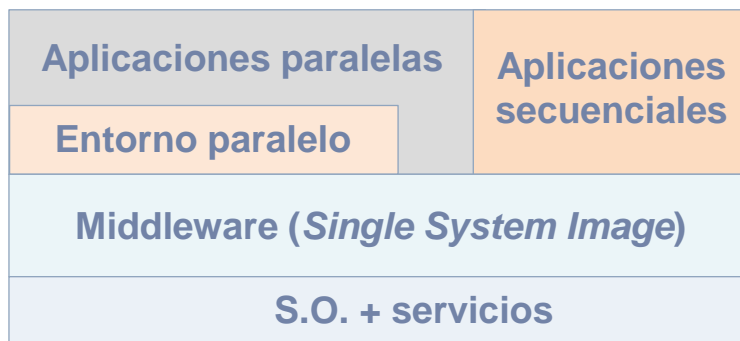 Aplicaciones paralelas
Aplicaciones
secuenciales
Entorno paralelo
Middleware (Single System Image)
S.O. + servicios